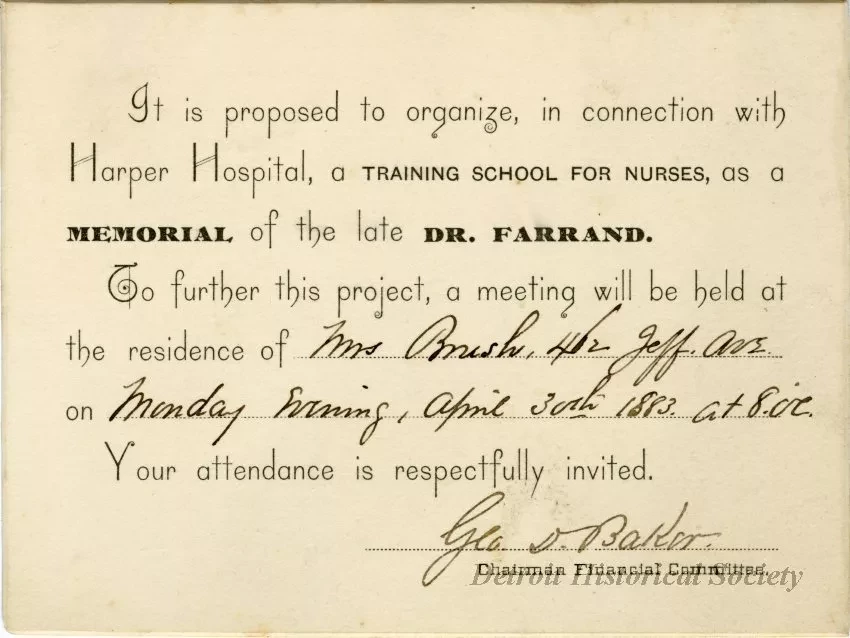 It is proposed to organize, in connection with
Harper Hospital, a TRAINING SCHOOL FOR NURSES, as a
MEMORIAL of the late DR. FARRAND.
To further this project, a meeting will be held at
the residence of Mrs Brush, 462 Jeff. Ave
on Monday Evening, April 30th 1883. at 8. oc.
Your attendance is respectfully invited.
Geo. D. Baker.
Chairman Financial Committee.
Detroit Historical Society